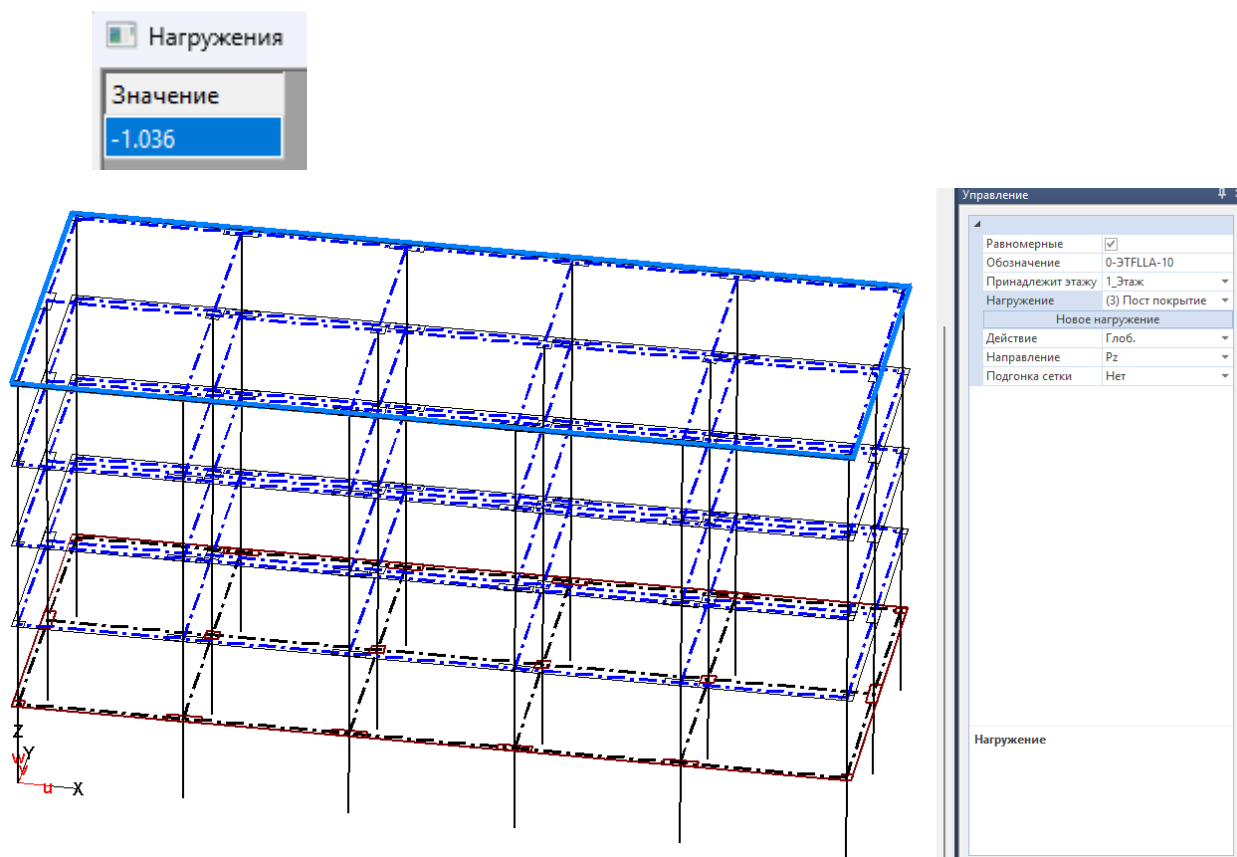 Нагружения
Значение
-1.036
Управление
Равномерные
Обозначение 0-ЭТFLLA-10
Принадлежит этажу 1_Этаж
Нагружение (3) Пост покрытие
Новое нагружение
Действие Глоб.
Направление Pz
Подгонка сетки Нет
Нагружение
Z
w Y
v
u X